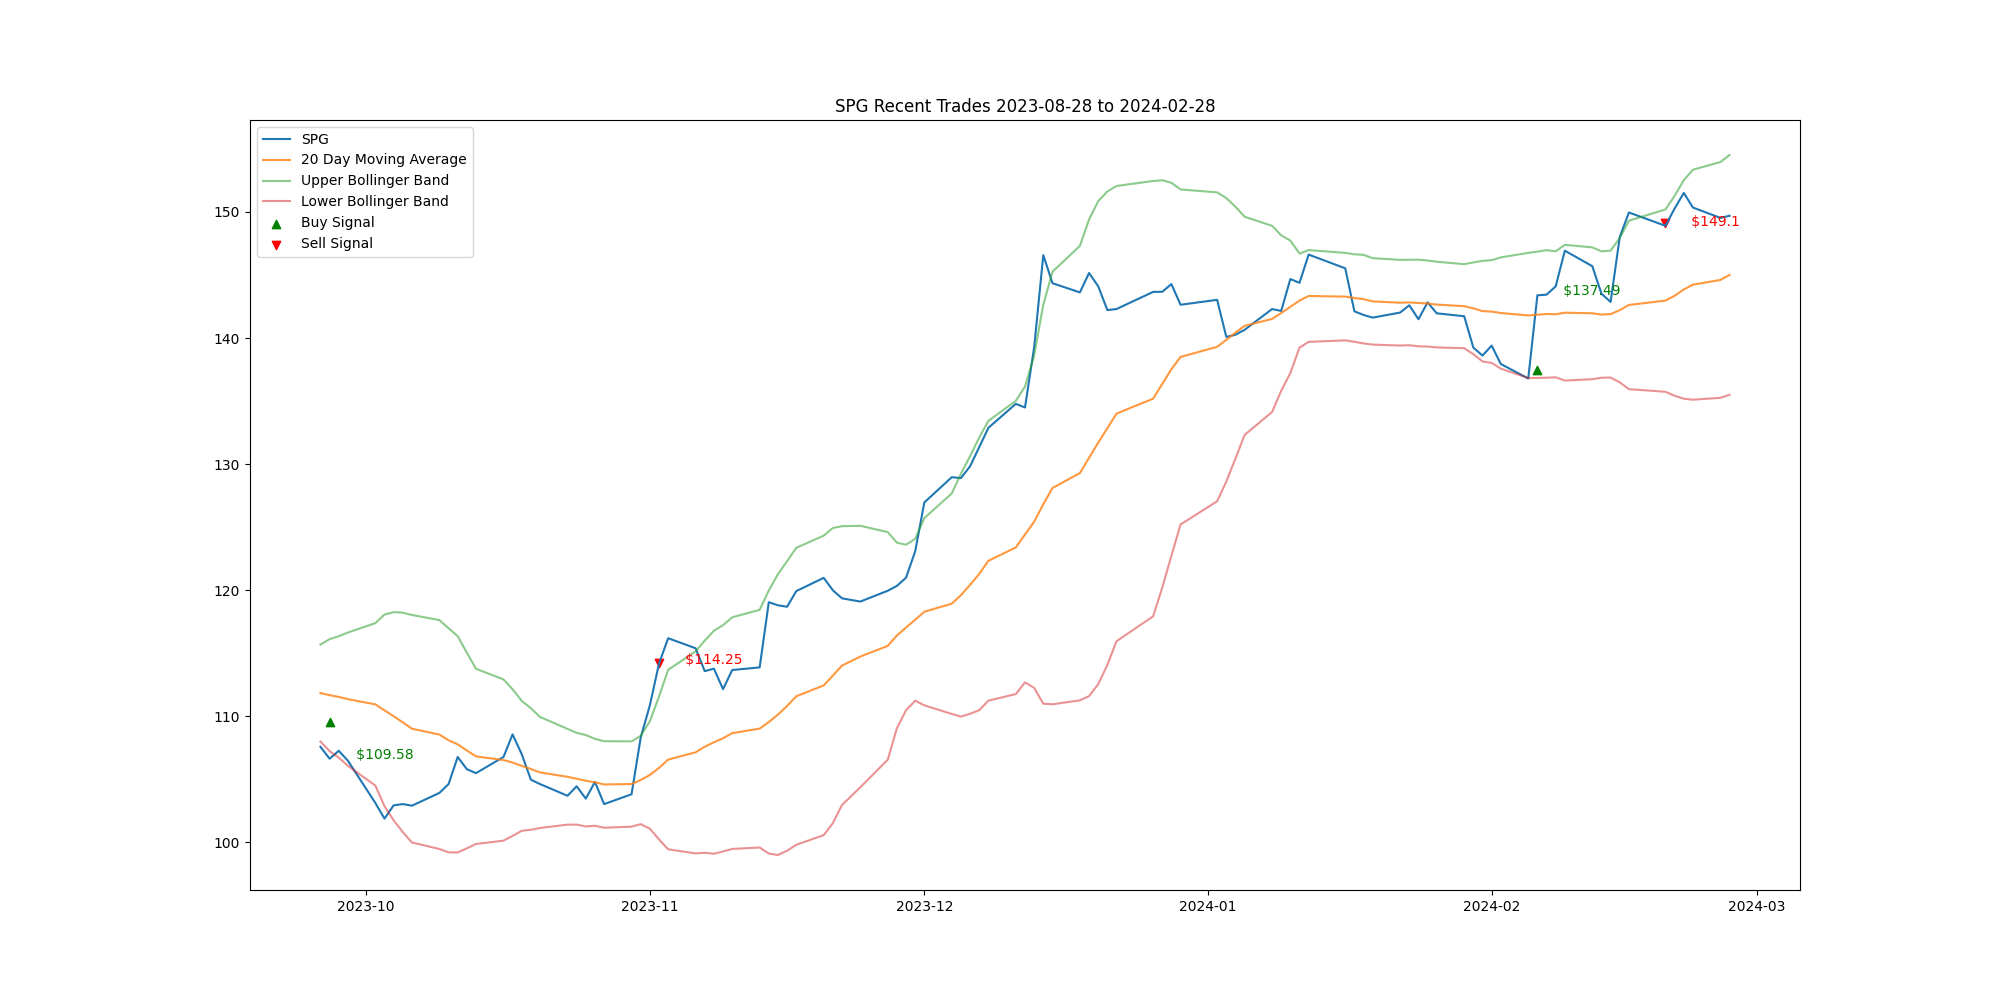 SPG Recent Trades 2023-08-28 to 2024-02-28
SPG
20 Day Moving Average
Upper Bollinger Band
Lower Bollinger Band
Buy Signal
Sell Signal
150
140
130
120
110
100
$149.1
$137.49
$114.25
$109.58
2023-10 2023-11 2023-12 2024-01 2024-02 2024-03